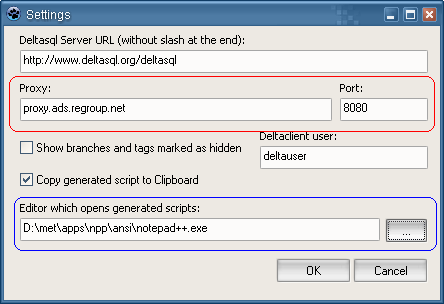 Settings
Deltasql Server URL (without slash at the end):
http://www.deltasql.org/deltasql
Proxy: Port:
proxy.ads.regroup.net 8080
Show branches and tags marked as hidden
Deltaclient user:
deltauser
Copy generated script to Clipboard
Editor which opens generated scripts:
D:\met\apps\npp\ansi\notepad++.exe ...
OK Cancel